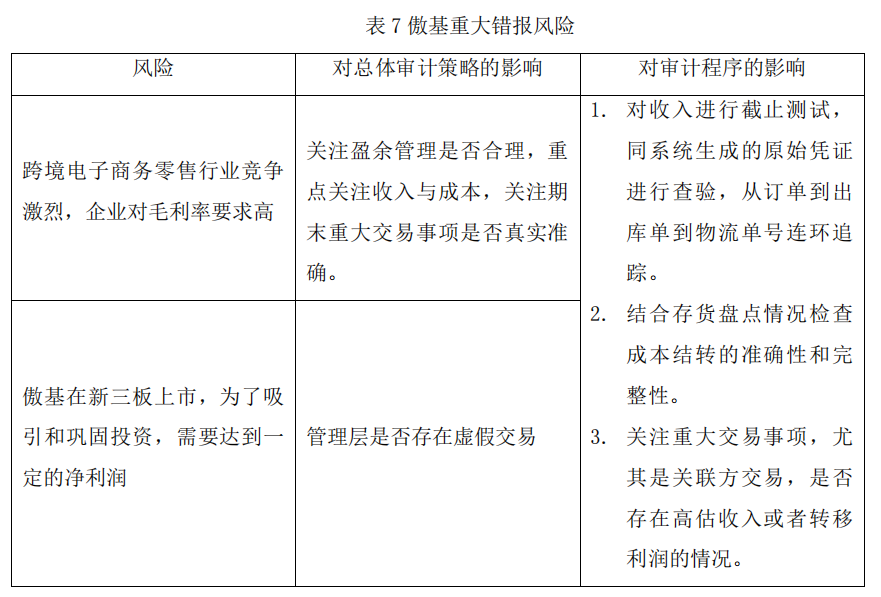 表 7 傲基重大错报风险
风险
对总体审计策略的影响
对审计程序的影响
跨境电子商务零售行业竞争
激烈，企业对毛利率要求高
关注盈余管理是否合理，重
点关注收入与成本，关注期
末重大交易事项是否真实准
确。
1. 对收入进行截止测试，
同系统生成的原始凭证
进行查验，从订单到出
库单到物流单号连环追
踪。
2. 结合存货盘点情况检查
成本结转的准确性和完
整性。
3. 关注重大交易事项，尤
其是关联方交易，是否
存在高估收入或者转移
利润的情况。
傲基在新三板上市，为了吸
引和巩固投资，需要达到一
定的净利润
管理层是否存在虚假交易